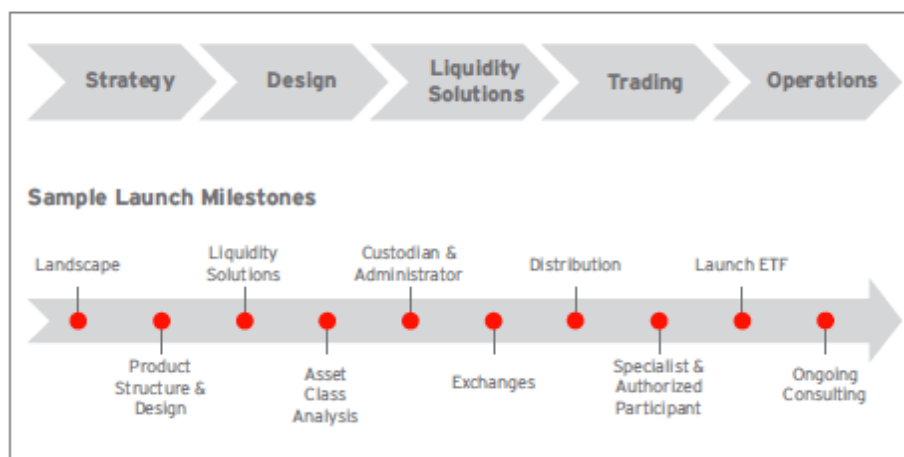 Strategy
Design
Liquidity
Solutions
Trading
Operations
Sample Launch Milestones
Landscape
Product
Structure &
Design
Liquidity
Solutions
Asset
Class
Analysis
Custodian &
Administrator
Exchanges
Distribution
Specialist &
Authorized
Participant
Launch ETF
Ongoing
Consulting